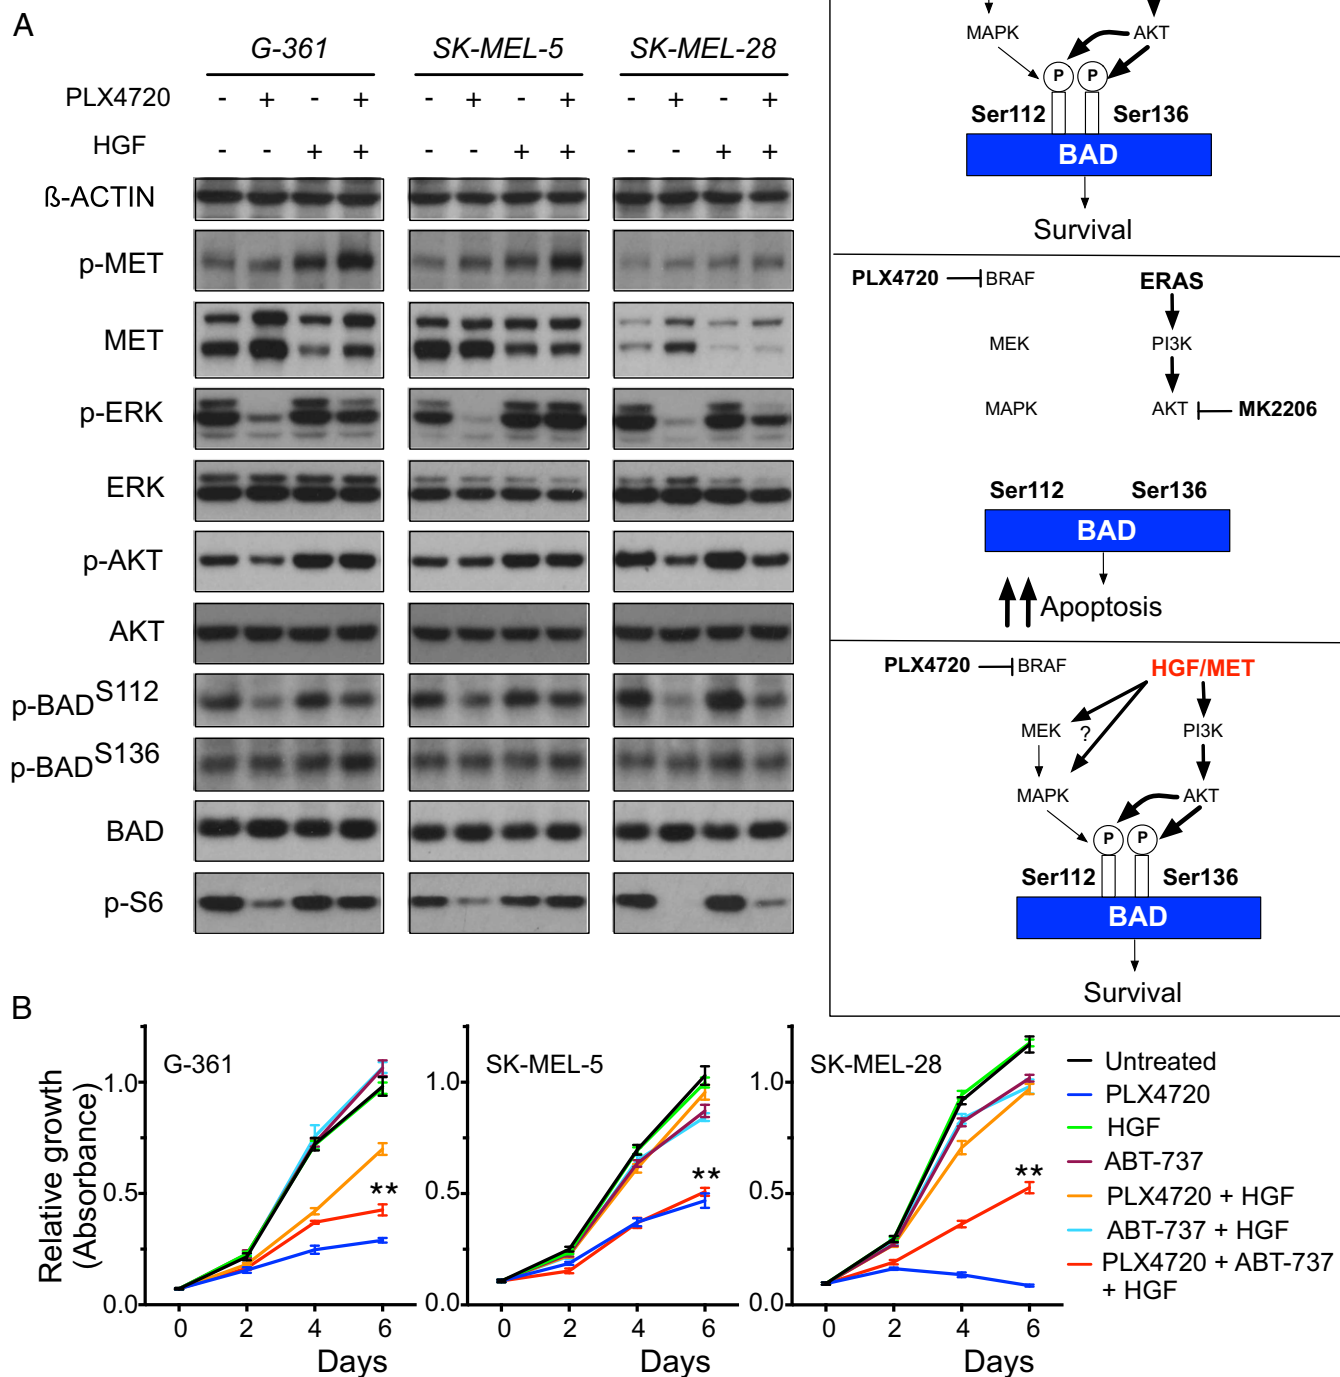 A
G-361 SK-MEL-5 SK-MEL-28
PLX4720 - + - + - + - + - + - +
HGF - - + + - - + + - - + +
ß-ACTIN
p-MET
MET
p-ERK
ERK
p-AKT
AKT
p-BAD S112
p-BAD S136
BAD
p-S6
MAPK AKT
P P
Ser112 Ser136
BAD
Survival
PLX4720 BRAF ERAS
MEK PI3K
MAPK AKT MK2206
Ser112 Ser136
BAD
Apoptosis
PLX4720 BRAF HGF/MET
MEK ? PI3K
MAPK AKT
P P
Ser112 Ser136
BAD
Survival
B
Relative growth
(Absorbance)
G-361
1.0
0.5
0.0
**
0 2 4 6
Days
SK-MEL-5
1.0
0.5
0.0
**
0 2 4 6
Days
SK-MEL-28
1.0
0.5
0.0
**
0 2 4 6
Days
Untreated
PLX4720
HGF
ABT-737
PLX4720 + HGF
ABT-737 + HGF
PLX4720 + ABT-737
+ HGF